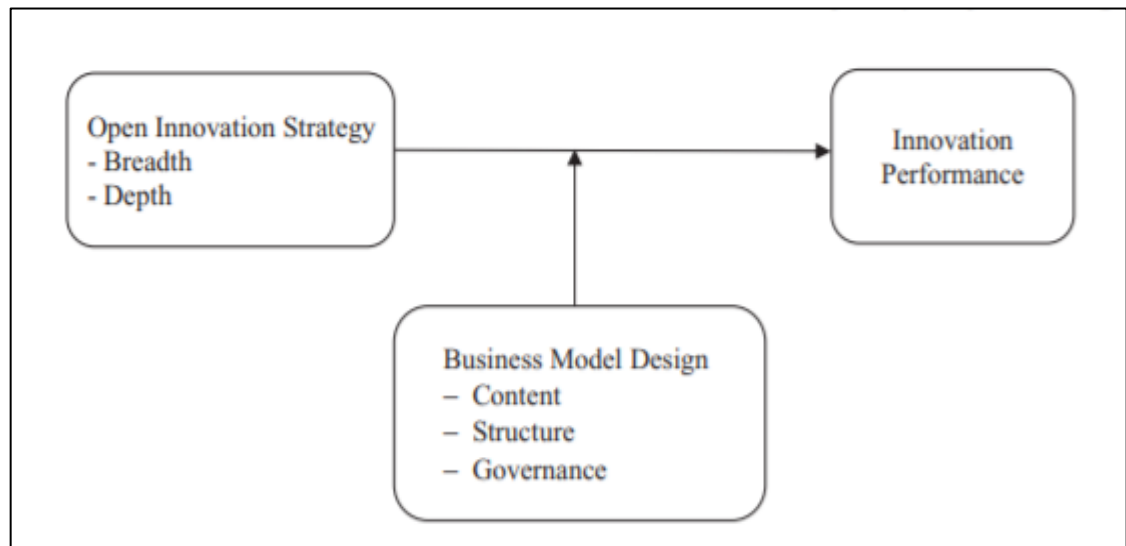 Open Innovation Strategy
- Breadth
- Depth
Innovation
Performance
Business Model Design
– Content
– Structure
– Governance